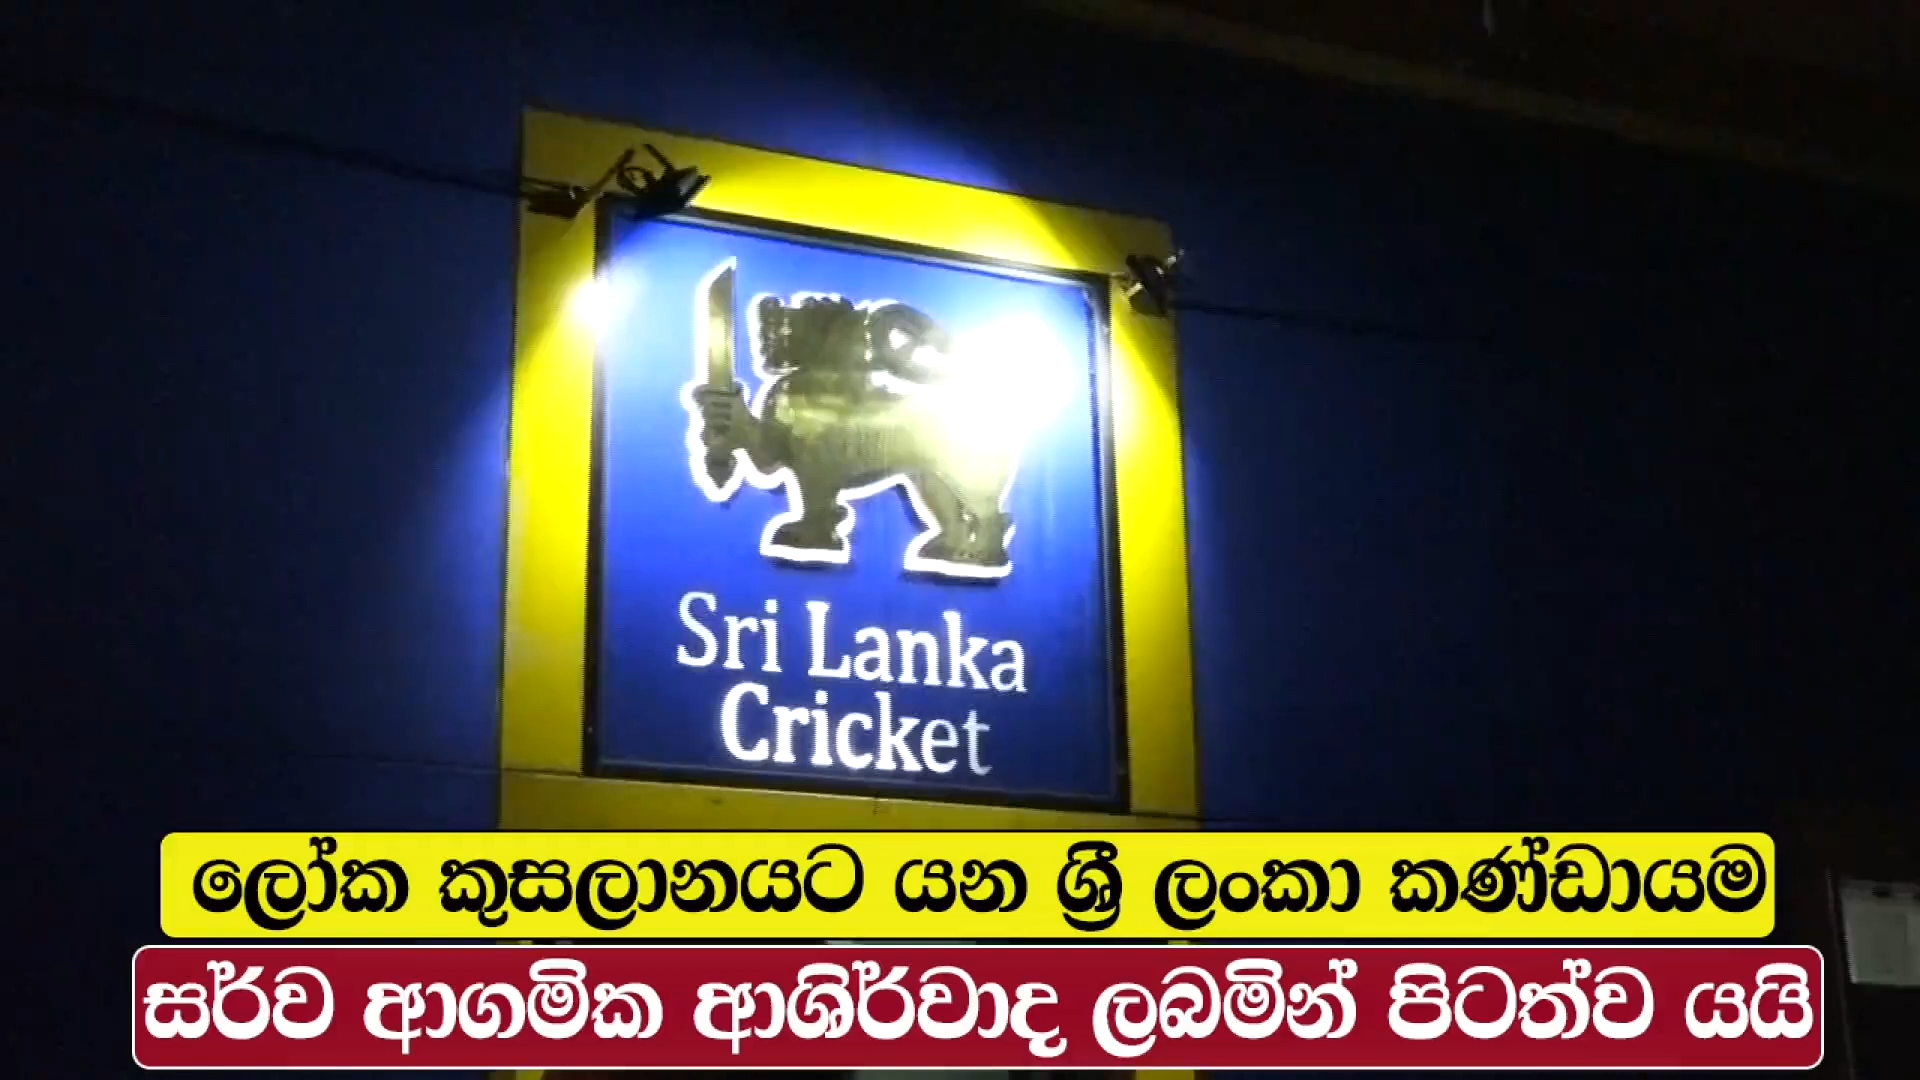 Sri Lanka
Cricket
ලෝක කුසලානයට යන ශ්‍රී ලංකා කණ්ඩායම
සර්ව ආගමික ආශිර්වාද ලබමින් පිටත්ව යයි